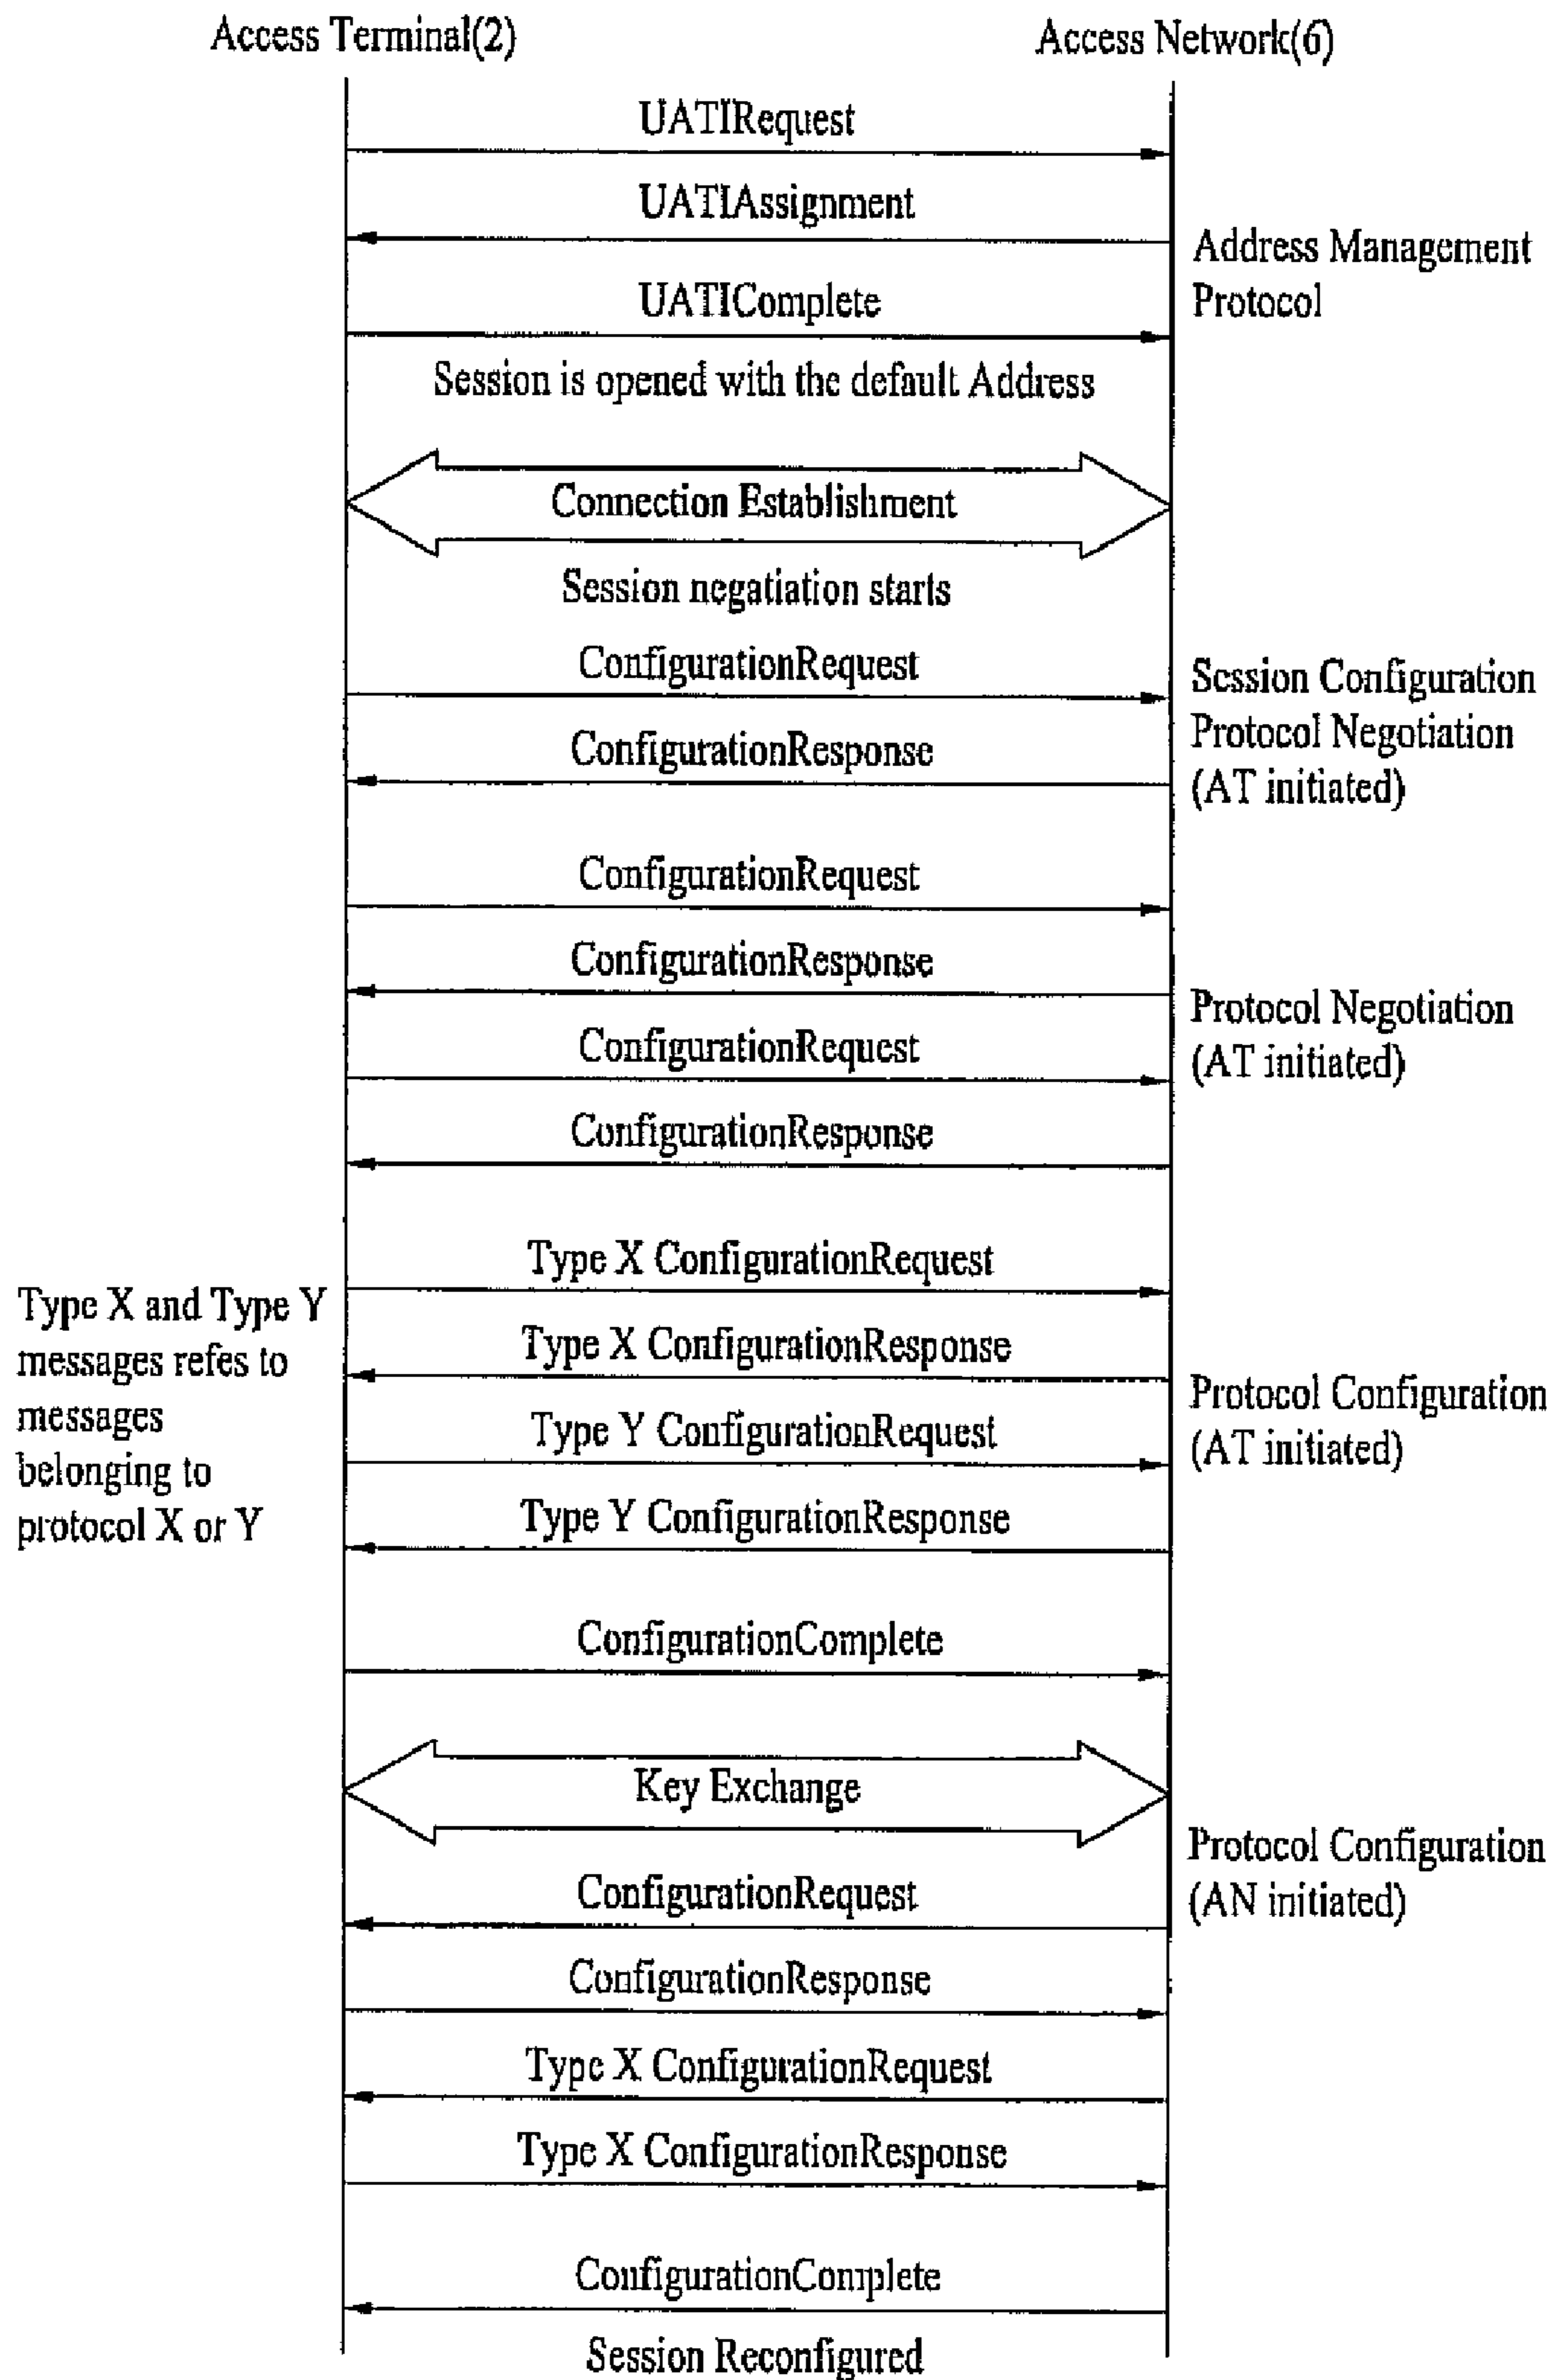 Access Terminal(2)
Access Network(6)
UATIRequest
UATIAssignment
Address Management
Protocol
UATIComplete
Session is opened with the default Address
Connection Establishment
Session negatiation starts
ConfigurationRequest
Session Configuration
Protocol Negotiation
(AT initiated)
ConfigurationResponse
ConfigurationRequest
ConfigurationResponse
Protocol Negotiation
(AT initiated)
ConfigurationRequest
ConfigurationResponse
Type X ConfigurationRequest
Type X and Type Y
messages refes to
messages
belonging to
protocol X or Y
Type X ConfigurationResponse
Protocol Configuration
(AT initiated)
Type Y ConfigurationRequest
Type Y ConfigurationResponse
ConfigurationComplete
Key Exchange
Protocol Configuration
(AN initiated)
ConfigurationRequest
ConfigurationResponse
Type X ConfigurationRequest
Type X ConfigurationResponse
ConfigurationComplete
Session Reconfigured